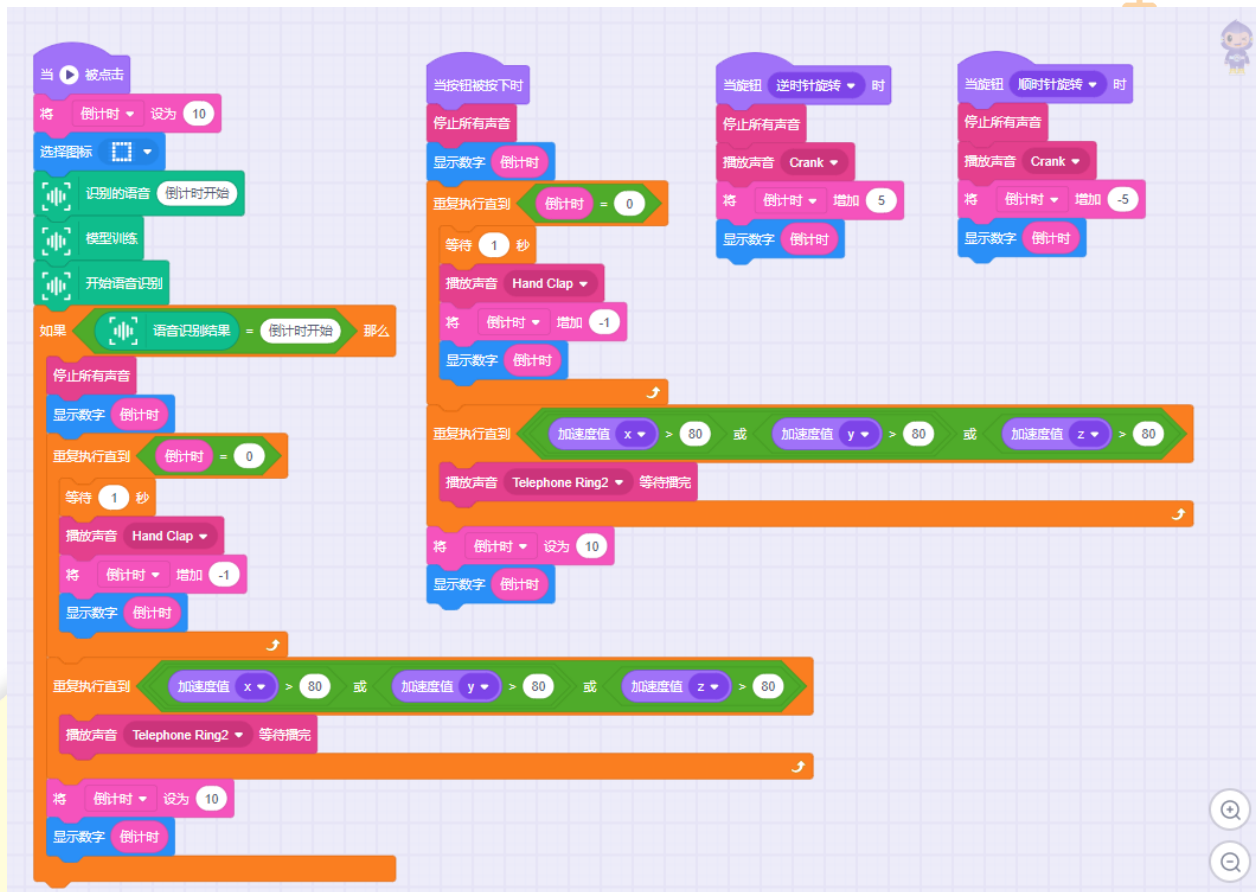 当 被点击
将 倒计时 设为 10
选择图标
识别的语音 倒计时开始
模型训练
开始语音识别
如果 语音识别结果 = 倒计时开始 那么
停止所有声音
显示数字 倒计时
重复执行直到 倒计时 = 0
等待 1 秒
播放声音 Hand Clap
将 倒计时 增加 -1
显示数字 倒计时
重复执行直到 加速度值 x > 80 或 加速度值 y > 80 或 加速度值 z > 80
播放声音 Telephone Ring2 等待播完
将 倒计时 设为 10
显示数字 倒计时
当按钮被按下时
停止所有声音
显示数字 倒计时
重复执行直到 倒计时 = 0
等待 1 秒
播放声音 Hand Clap
将 倒计时 增加 -1
显示数字 倒计时
重复执行直到 加速度值 x > 80 或 加速度值 y > 80 或 加速度值 z > 80
播放声音 Telephone Ring2 等待播完
将 倒计时 设为 10
显示数字 倒计时
当旋钮 逆时针旋转 时
停止所有声音
播放声音 Crank
将 倒计时 增加 5
显示数字 倒计时
当旋钮 顺时针旋转 时
停止所有声音
播放声音 Crank
将 倒计时 增加 -5
显示数字 倒计时